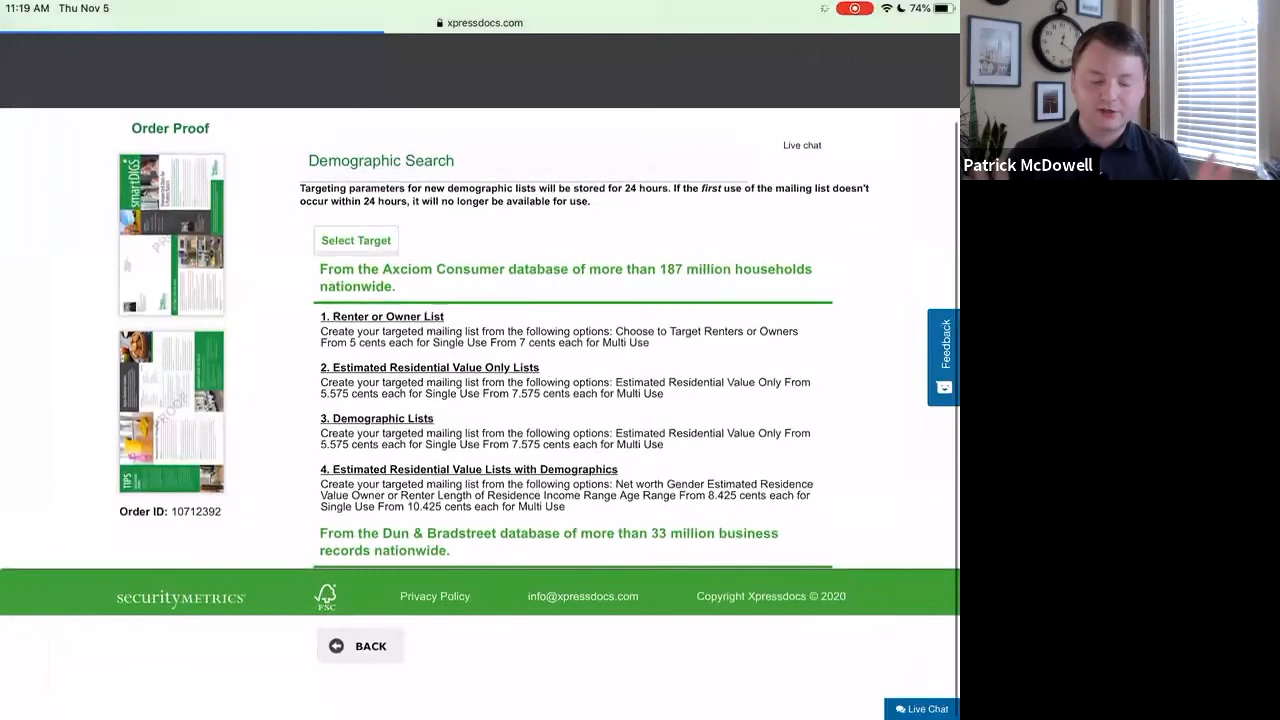 11:19 AM Thu Nov 5
74%
xpressdocs.com
Order Proof
Live chat
Demographic Search
Targeting parameters for new demographic lists will be stored for 24 hours. If the first use of the mailing list doesn't
occur within 24 hours, it will no longer be available for use.
Select Target
From the Axciom Consumer database of more than 187 million households
nationwide.
1. Renter or Owner List
Create your targeted mailing list from the following options: Choose to Target Renters or Owners
From 5 cents each for Single Use From 7 cents each for Multi Use
2. Estimated Residential Value Only Lists
Create your targeted mailing list from the following options: Estimated Residential Value Only From
5.575 cents each for Single Use From 7.575 cents each for Multi Use
3. Demographic Lists
Create your targeted mailing list from the following options: Estimated Residential Value Only From
5.575 cents each for Single Use From 7.575 cents each for Multi Use
4. Estimated Residential Value Lists with Demographics
Create your targeted mailing list from the following options: Net worth Gender Estimated Residence
Value Owner or Renter Length of Residence Income Range Age Range From 8.425 cents each for
Single Use From 10.425 cents each for Multi Use
From the Dun & Bradstreet database of more than 33 million business
records nationwide.
smartDIGS
TIPS
Order ID: 10712392
Feedback
securityMETRICS
FSC
Privacy Policy
info@xpressdocs.com
Copyright Xpressdocs © 2020
BACK
Live Chat
Patrick McDowell